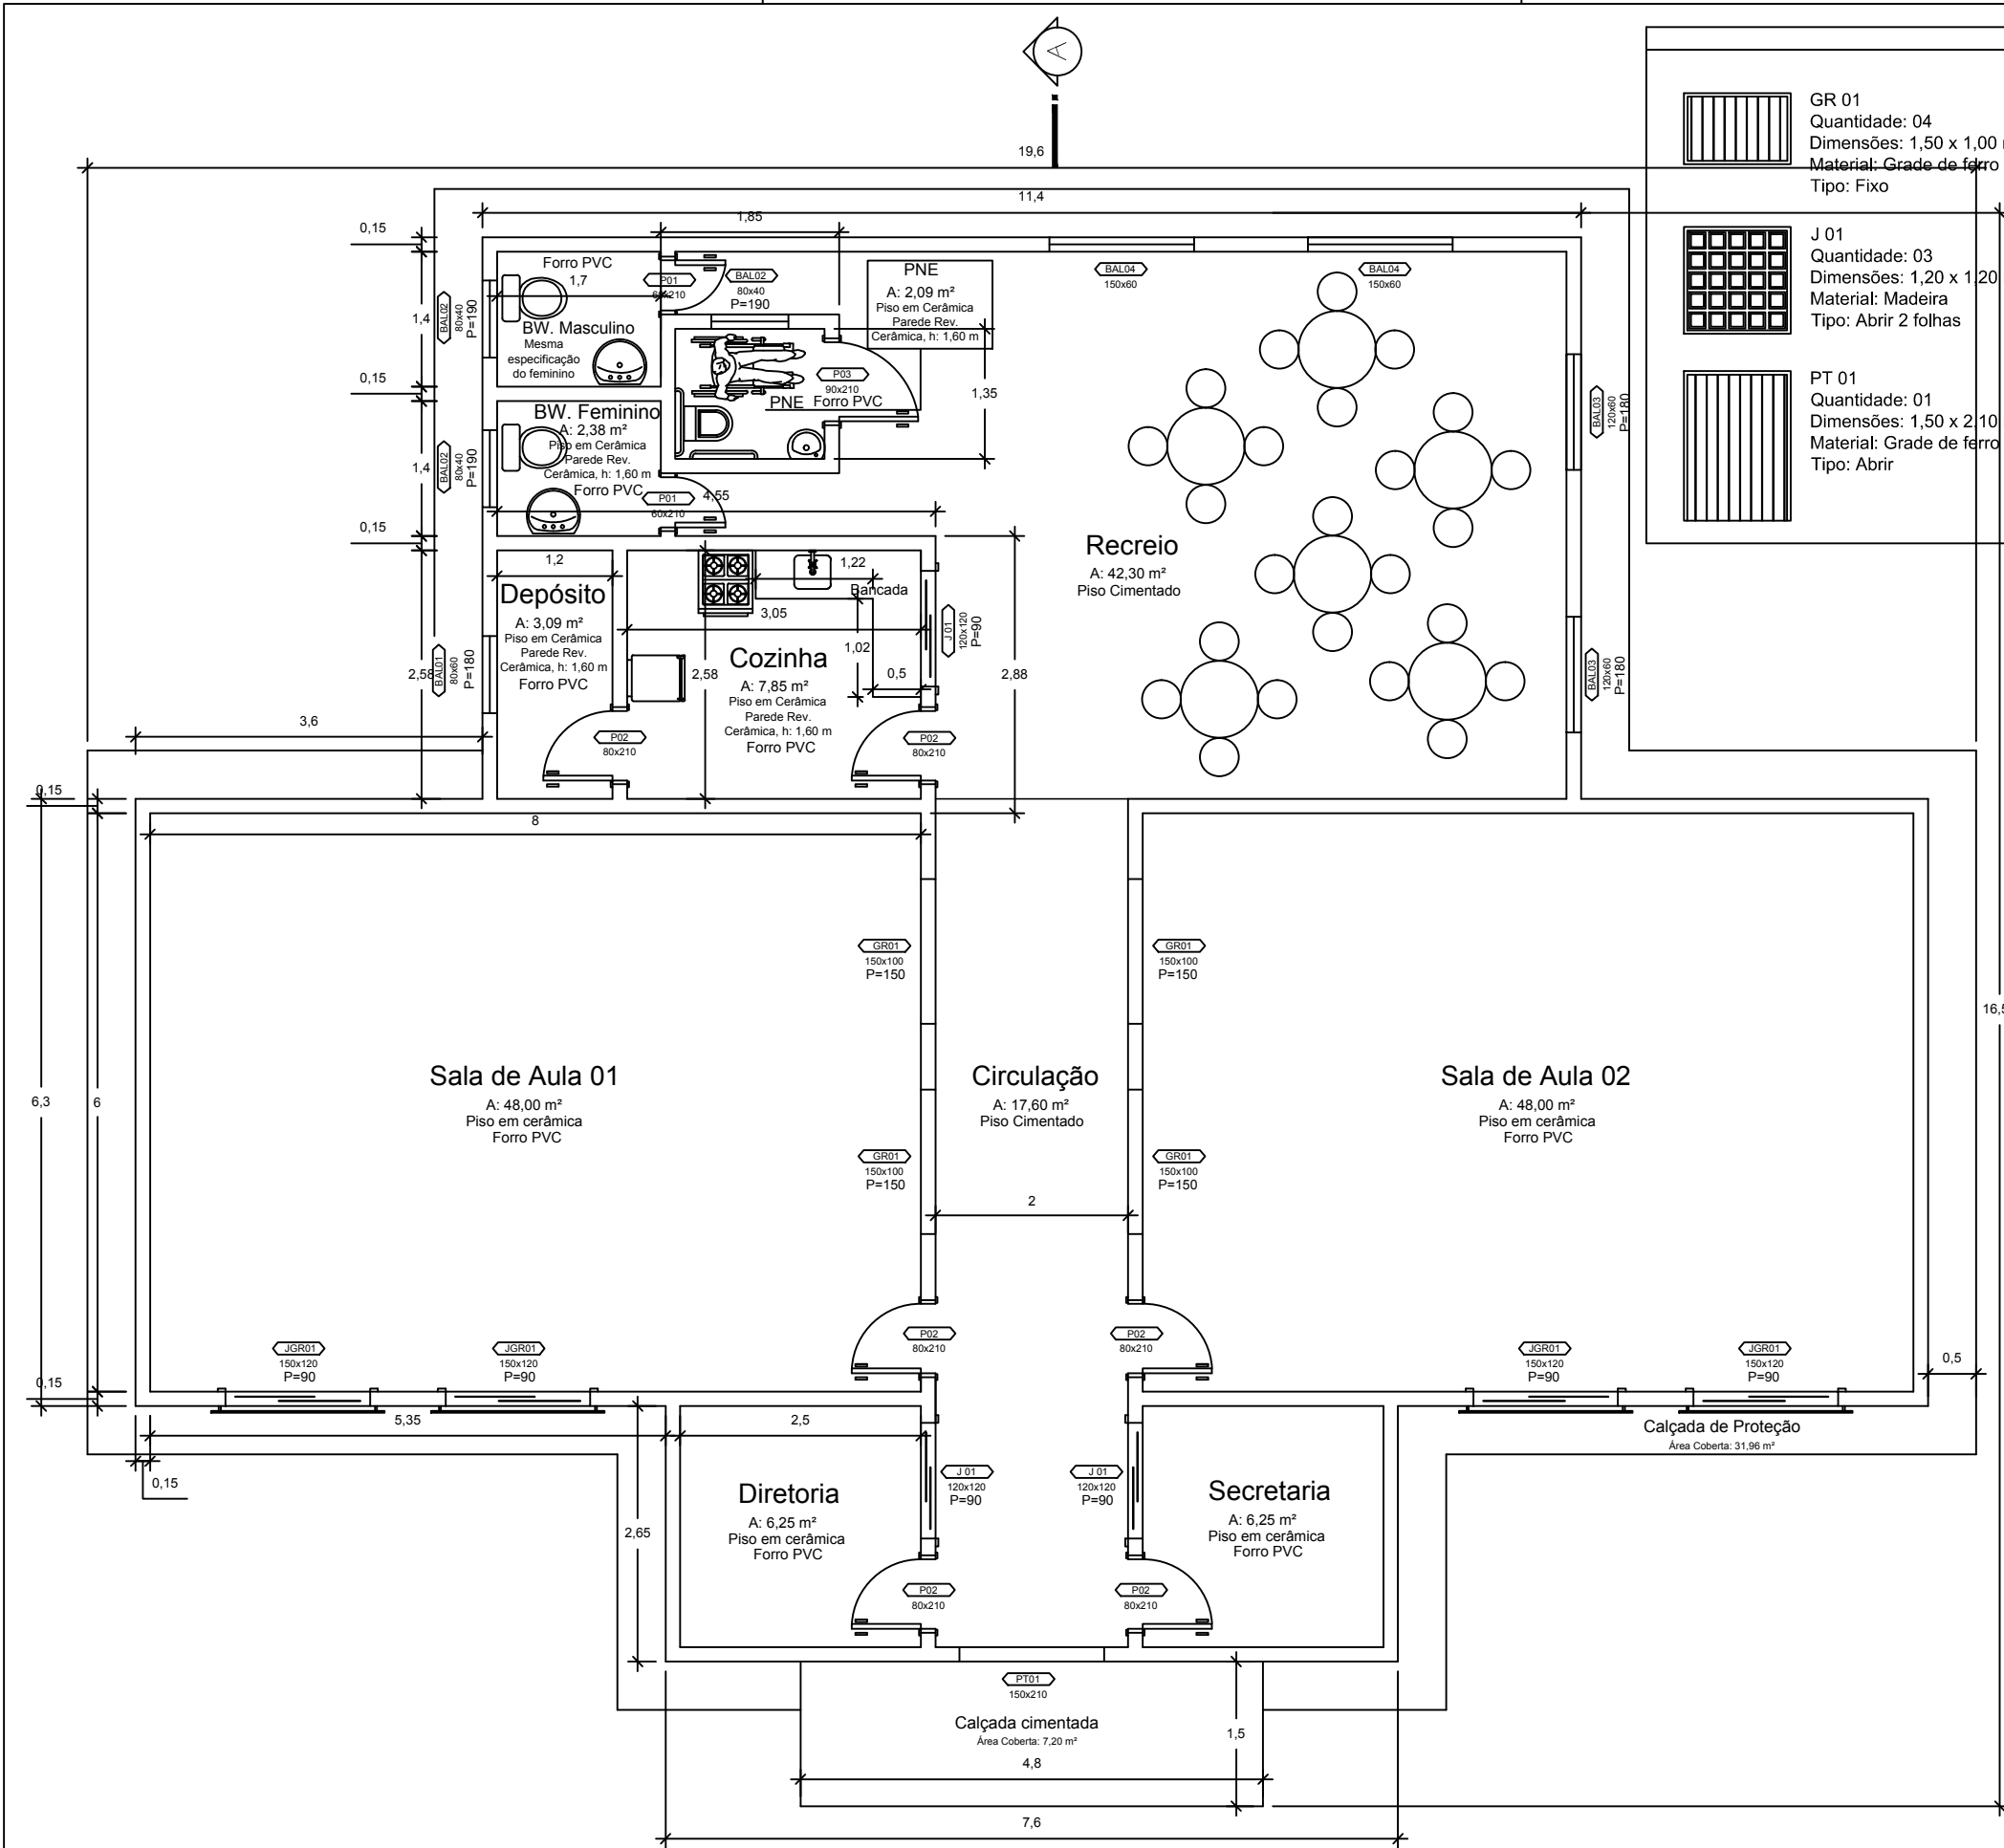 A
19,6
11,4
GR 01
Quantidade: 04
Dimensões: 1,50 x 1,00
Material: Grade de ferro
Tipo: Fixo
J 01
Quantidade: 03
Dimensões: 1,20 x 1,20
Material: Madeira
Tipo: Abrir 2 folhas
PT 01
Quantidade: 01
Dimensões: 1,50 x 2,10
Material: Grade de ferro
Tipo: Abrir
0,15
1,85
Forro PVC
1,7
P01
60x210
BAL02
80x40
P=190
PNE
A: 2,09 m²
Piso em Cerâmica
Parede Rev.
Cerâmica, h: 1,60 m
BAL04
150x60
BAL04
150x60
1,4
BAL02
80x40
P=190
BW. Masculino
Mesma
especificação
do feminino
P03
90x210
PNE
Forro PVC
1,35
BAL03
120x60
P=180
0,15
BW. Feminino
A: 2,38 m²
Piso em Cerâmica
Parede Rev.
Cerâmica, h: 1,60 m
Forro PVC
1,4
BAL02
80x40
P=190
P01
60x210
4,55
0,15
1,2
Depósito
A: 3,09 m²
Piso em Cerâmica
Parede Rev.
Cerâmica, h: 1,60 m
Forro PVC
2,58
BAL01
80x60
P=180
1,22
Bancada
3,05
1,02
0,5
2,58
Cozinha
A: 7,85 m²
Piso em Cerâmica
Parede Rev.
Cerâmica, h: 1,60 m
Forro PVC
J 01
120x120
P=90
2,88
Recreio
A: 42,30 m²
Piso Cimentado
BAL03
120x60
P=180
P02
80x210
P02
80x210
3,6
0,15
8
6,3
6
GR01
150x100
P=150
GR01
150x100
P=150
16,5
Sala de Aula 01
A: 48,00 m²
Piso em cerâmica
Forro PVC
Circulação
A: 17,60 m²
Piso Cimentado
Sala de Aula 02
A: 48,00 m²
Piso em cerâmica
Forro PVC
GR01
150x100
P=150
GR01
150x100
P=150
2
P02
80x210
P02
80x210
JGR01
150x120
P=90
JGR01
150x120
P=90
JGR01
150x120
P=90
JGR01
150x120
P=90
0,5
0,15
5,35
2,5
0,15
Calçada de Proteção
Área Coberta: 31,96 m²
2,65
Diretoria
A: 6,25 m²
Piso em cerâmica
Forro PVC
J 01
120x120
P=90
J 01
120x120
P=90
Secretaria
A: 6,25 m²
Piso em cerâmica
Forro PVC
P02
80x210
P02
80x210
PT01
150x210
Calçada cimentada
Área Coberta: 7,20 m²
1,5
4,8
7,6